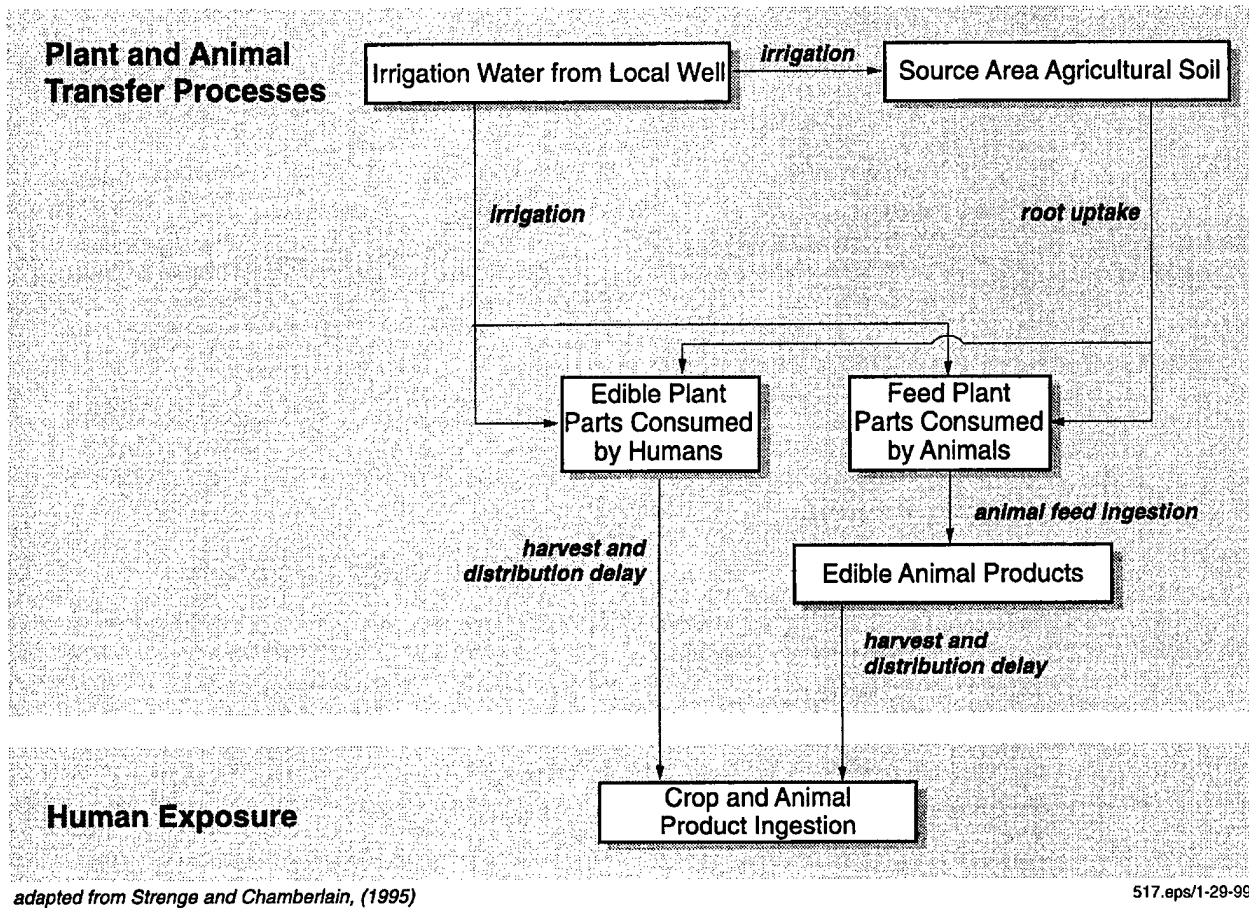 Plant and Animal
Transfer Processes
Irrigation Water from Local Well
irrigation
Source Area Agricultural Soil
irrigation
root uptake
Edible Plant
Parts Consumed
by Humans
Feed Plant
Parts Consumed
by Animals
animal feed ingestion
harvest and
distribution delay
Edible Animal Products
harvest and
distribution delay
Human Exposure
Crop and Animal
Product Ingestion
adapted from Strenge and Chamberlain, (1995)
517.eps/1-29-99